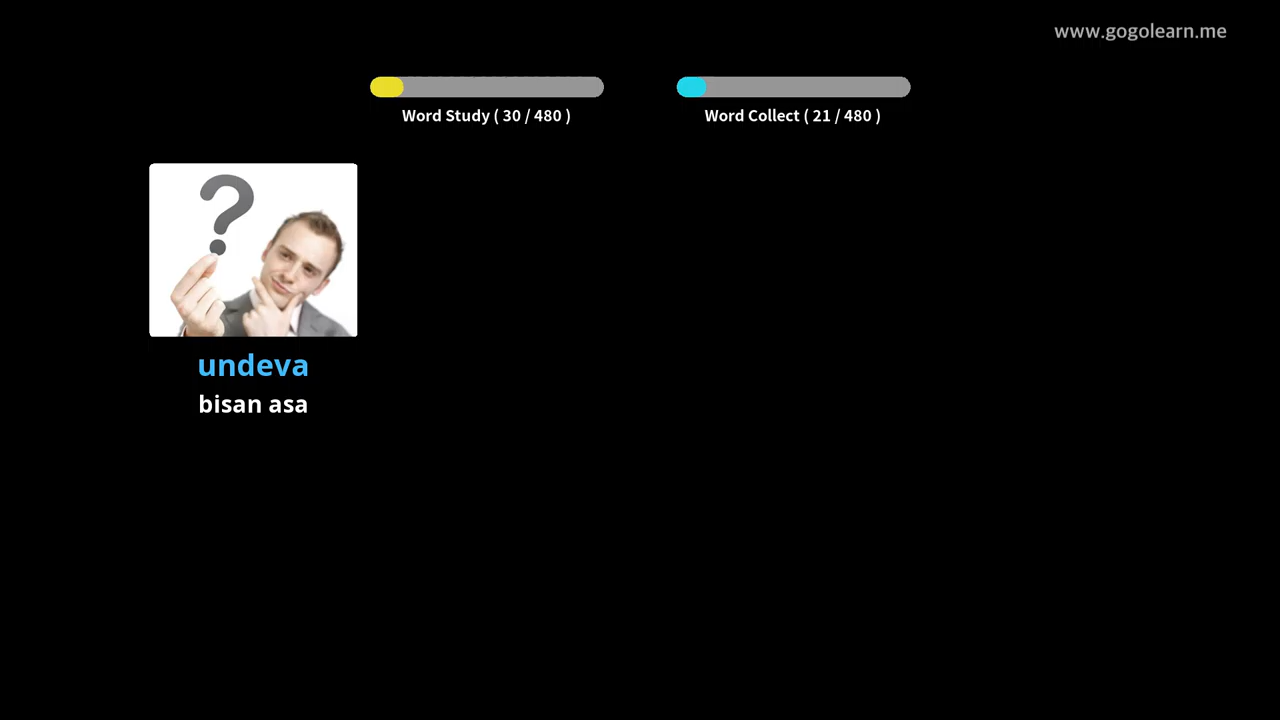 www.gogolearn.me
Word Study ( 30 / 480 )
Word Collect ( 21 / 480 )
?
undeva
bisan asa